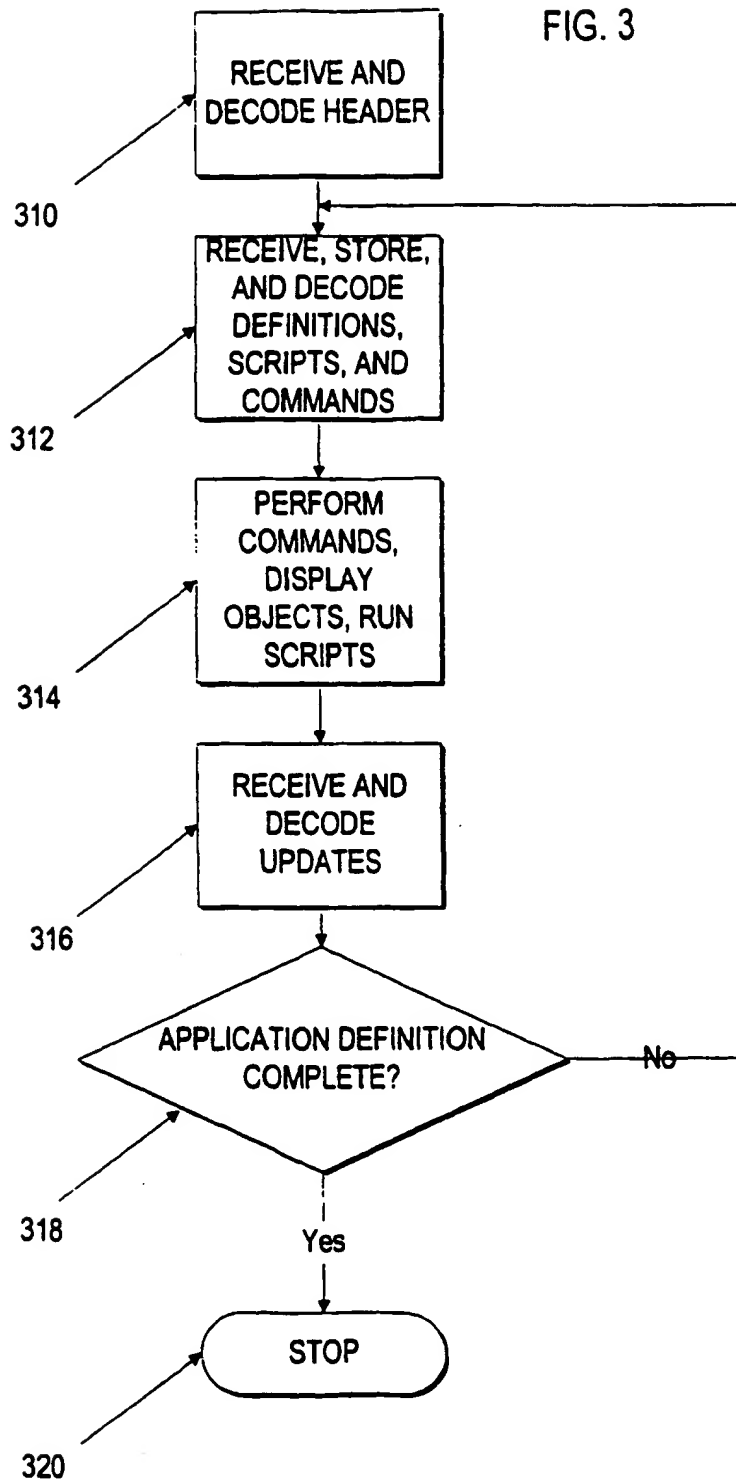 FIG. 3
RECEIVE AND
DECODE HEADER
310
RECEIVE, STORE,
AND DECODE
DEFINITIONS,
SCRIPTS, AND
COMMANDS
312
PERFORM
COMMANDS,
DISPLAY
OBJECTS, RUN
SCRIPTS
314
RECEIVE AND
DECODE
UPDATES
316
APPLICATION DEFINITION
COMPLETE?
No
318
Yes
STOP
320